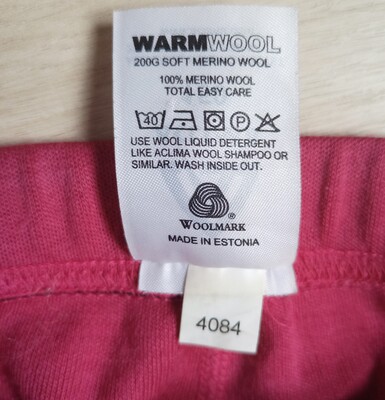 WARMWOOL
200G SOFT MERINO WOOL
100% MERINO WOOL
TOTAL EASY CARE
40 P
USE WOOL LIQUID DETERGENT
LIKE ACLIMA WOOL SHAMPOO OR
SIMILAR. WASH INSIDE OUT.
®
WOOLMARK
MADE IN ESTONIA
4084